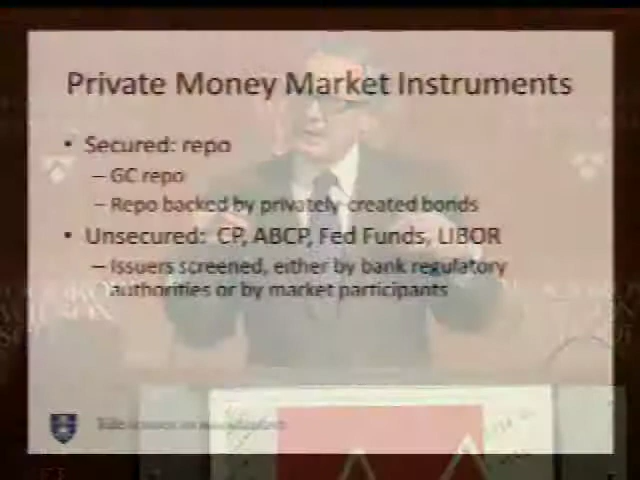 Private Money Market Instruments
• Secured: repo
– GC repo
– Repo backed by privately-created bonds
• Unsecured: CP, ABCP, Fed Funds, LIBOR
– Issuers screened, either by bank regulatory
authorities or by market participants